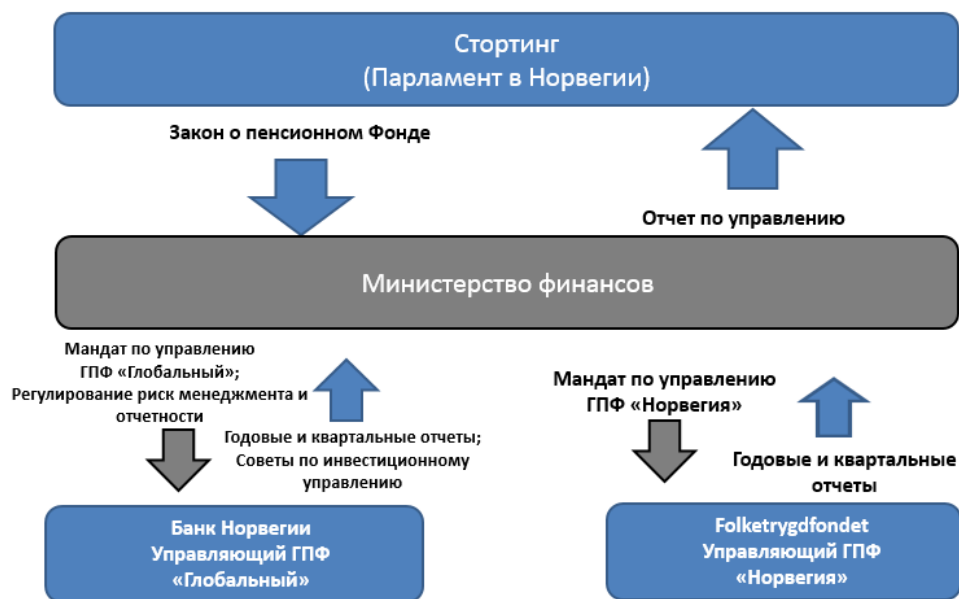 Стортинг
(Парламент в Норвегии)
Закон о пенсионном Фонде
Отчет по управлению
Министерство финансов
Мандат по управлению
ГПФ «Глобальный»;
Регулирование риск менеджмента и
отчетности
Годовые и квартальные отчеты;
Советы по инвестиционному
управлению
Мандат по управлению
ГПФ «Норвегия»
Годовые и квартальные
отчеты
Банк Норвегии
Управляющий ГПФ
«Глобальный»
Folketrygdfondet
Управляющий ГПФ
«Норвегия»